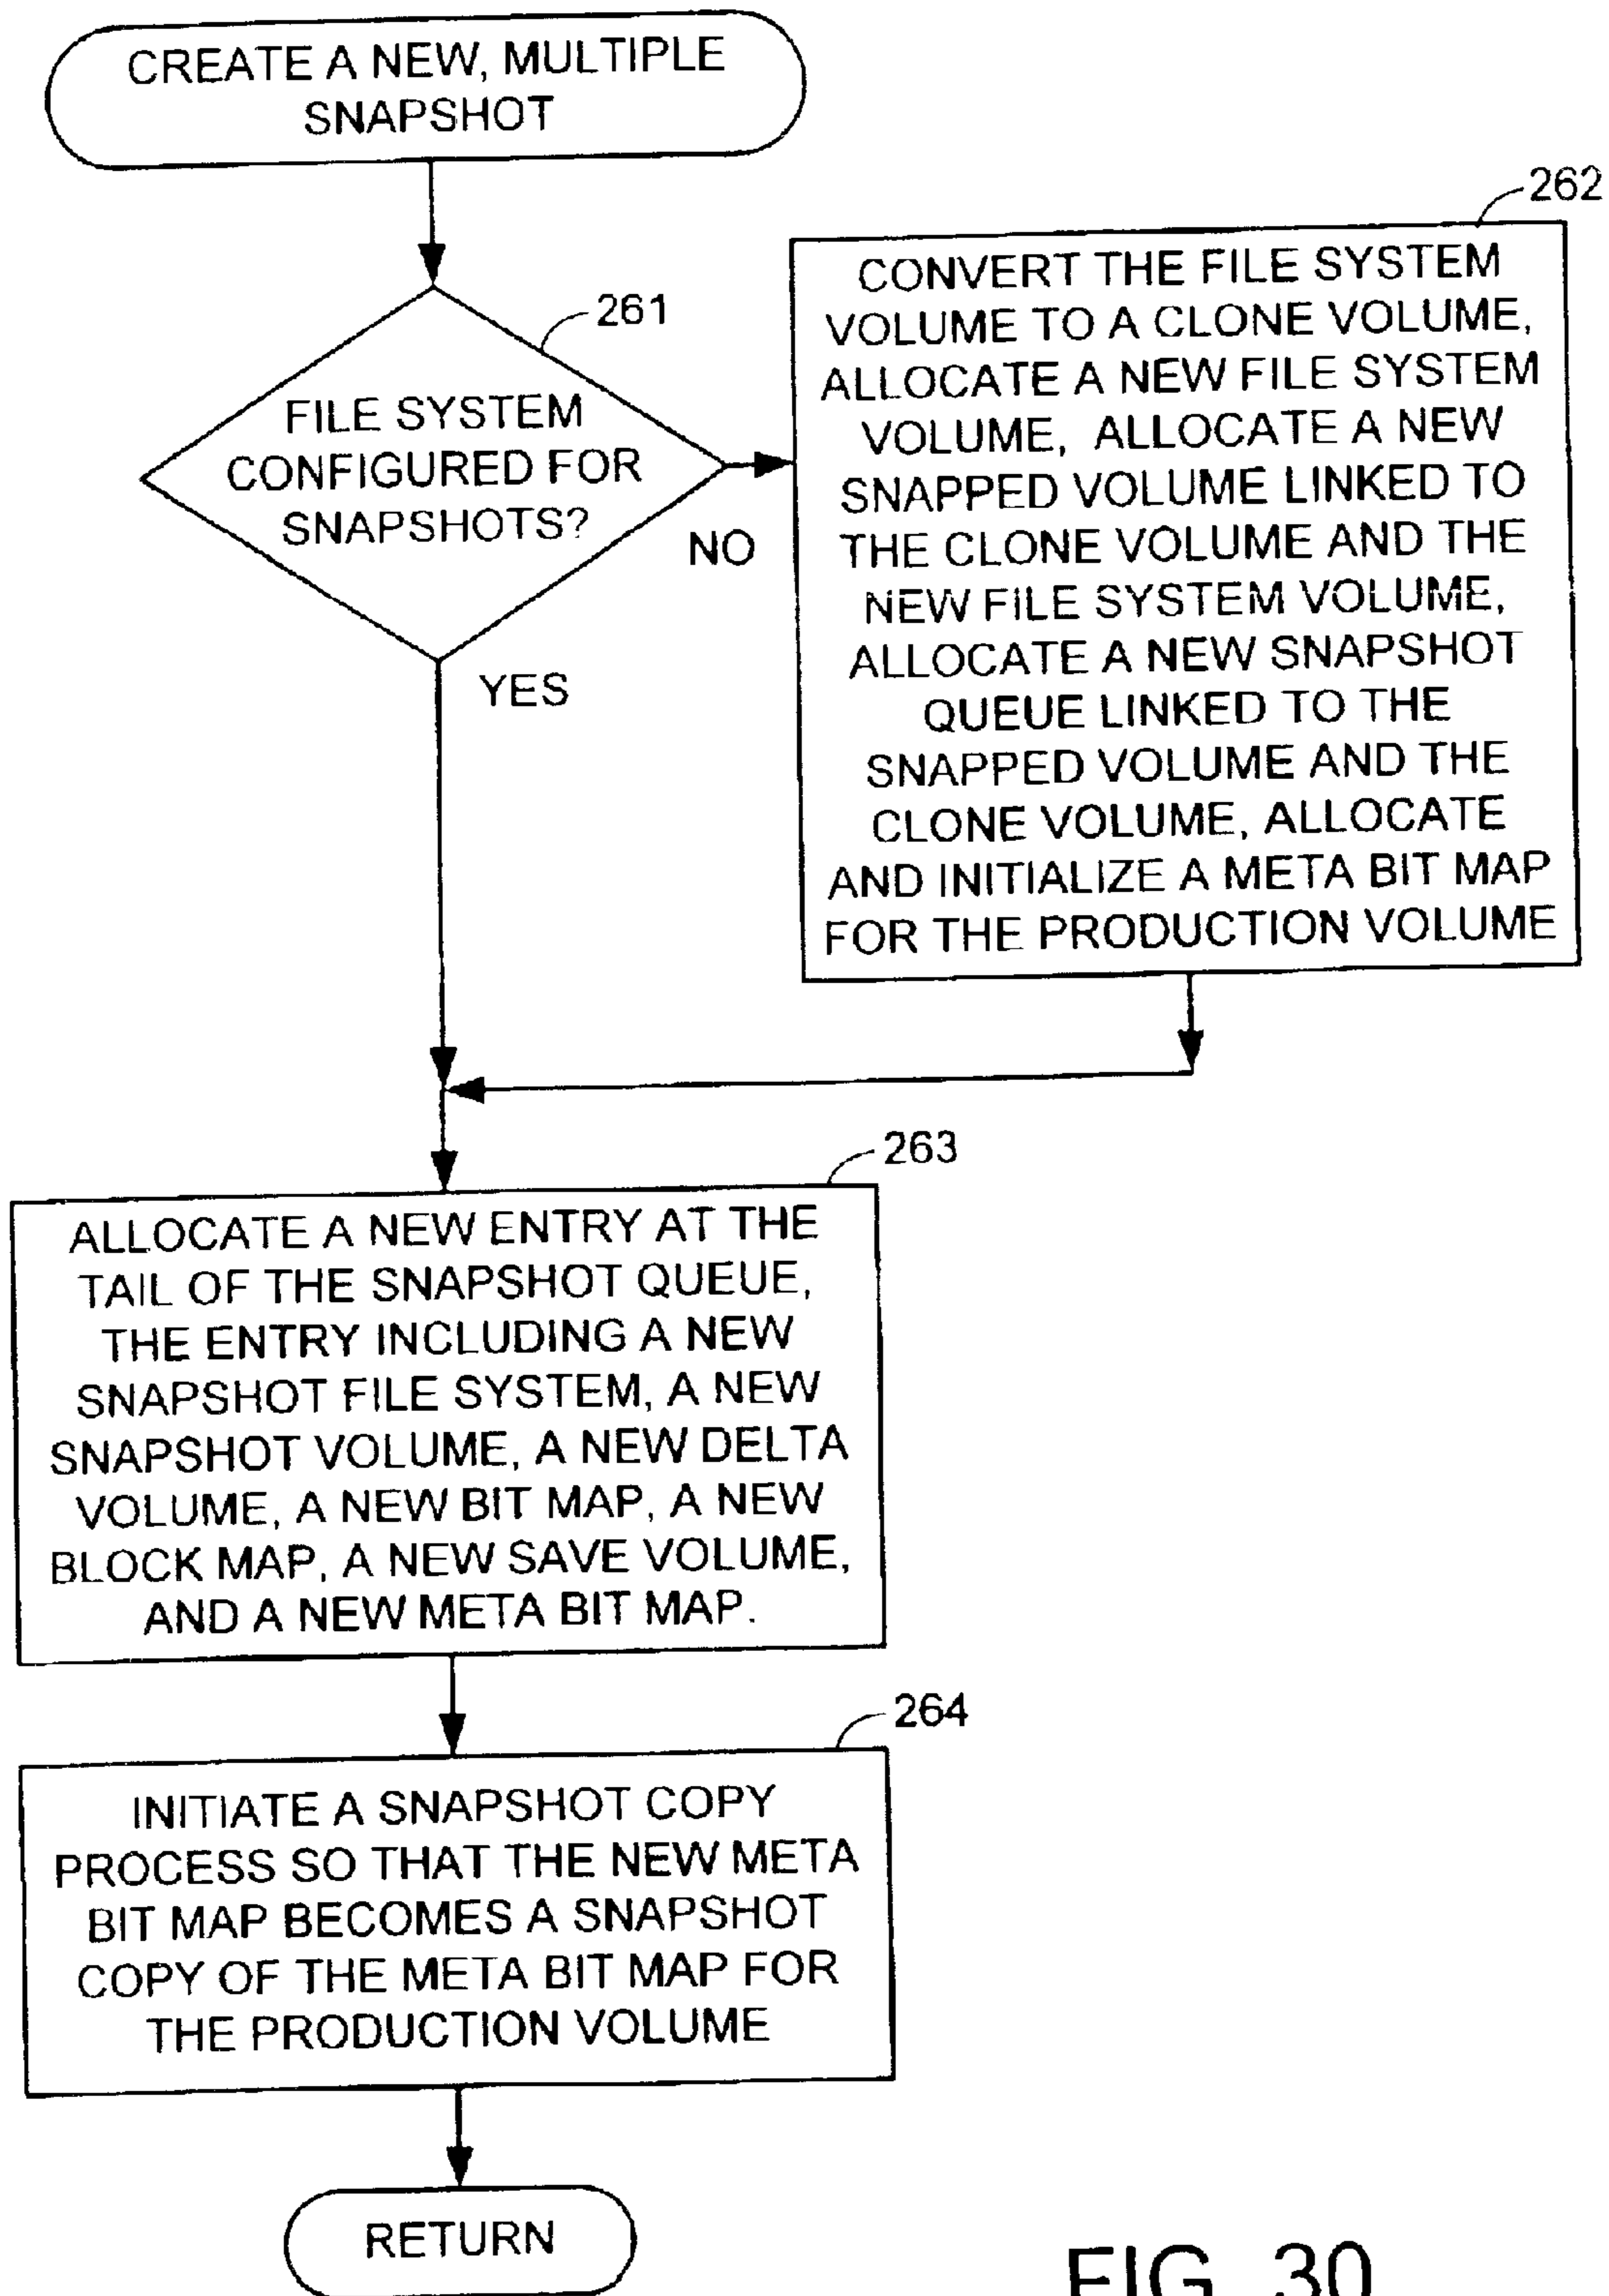 CREATE A NEW, MULTIPLE
SNAPSHOT
262
261
FILE SYSTEM
CONFIGURED FOR
SNAPSHOTS?
NO
YES
CONVERT THE FILE SYSTEM
VOLUME TO A CLONE VOLUME,
ALLOCATE A NEW FILE SYSTEM
VOLUME, ALLOCATE A NEW
SNAPPED VOLUME LINKED TO
THE CLONE VOLUME AND THE
NEW FILE SYSTEM VOLUME,
ALLOCATE A NEW SNAPSHOT
QUEUE LINKED TO THE
SNAPPED VOLUME AND THE
CLONE VOLUME, ALLOCATE
AND INITIALIZE A META BIT MAP
FOR THE PRODUCTION VOLUME
263
ALLOCATE A NEW ENTRY AT THE
TAIL OF THE SNAPSHOT QUEUE,
THE ENTRY INCLUDING A NEW
SNAPSHOT FILE SYSTEM, A NEW
SNAPSHOT VOLUME, A NEW DELTA
VOLUME, A NEW BIT MAP, A NEW
BLOCK MAP, A NEW SAVE VOLUME,
AND A NEW META BIT MAP.
264
INITIATE A SNAPSHOT COPY
PROCESS SO THAT THE NEW META
BIT MAP BECOMES A SNAPSHOT
COPY OF THE META BIT MAP FOR
THE PRODUCTION VOLUME
RETURN
FIG. 30